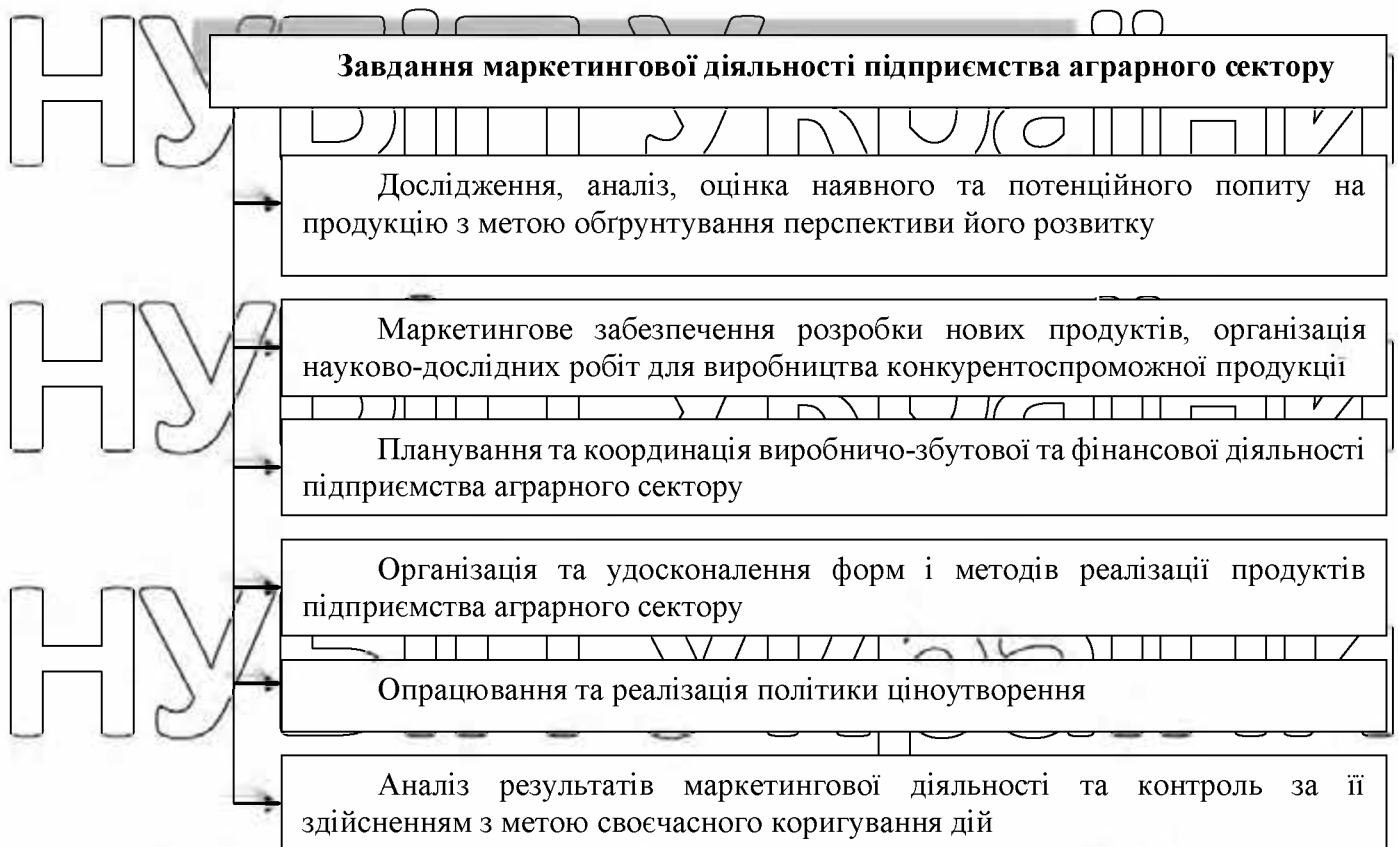 Завдання маркетингової діяльності підприємства аграрного сектору
Дослідження, аналіз, оцінка наявного та потенційного попиту на
продукцію з метою обґрунтування перспективи його розвитку
Маркетингове забезпечення розробки нових продуктів, організація
науково-дослідних робіт для виробництва конкурентоспроможної продукції
Планування та координація виробничо-збутової та фінансової діяльності
підприємства аграрного сектору
Організація та удосконалення форм і методів реалізації продуктів
підприємства аграрного сектору
Опрацювання та реалізація політики ціноутворення
Аналіз результатів маркетингової діяльності та контроль за її
здійсненням з метою своєчасного коригування дій